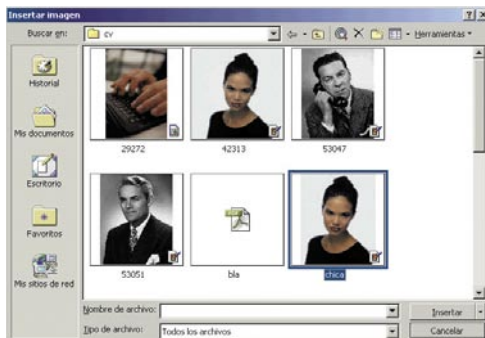 Insertar imagen
Buscar en: cv Herramientas
Historial
Mis documentos
Escritorio
Favoritos
Mis sitios de red
29272 42313 53047
53051 bla chica
Nombre de archivo: Insertar
Tipo de archivo: Todos los archivos Cancelar